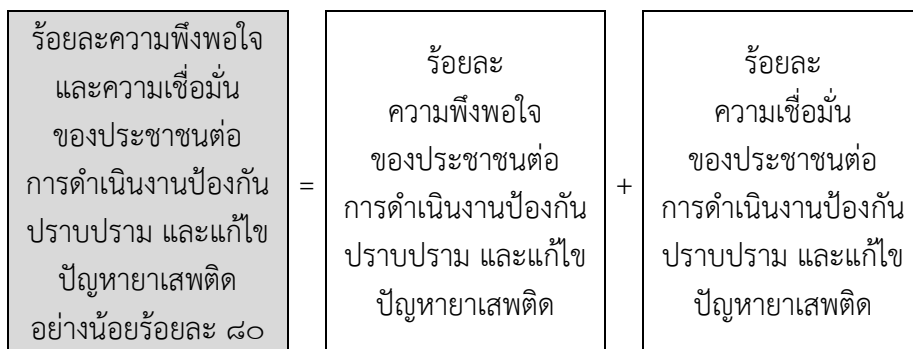 ร้อยละความพึงพอใจ
และความเชื่อมั่น
ของประชาชนต่อ
การดำเนินงานป้องกัน
ปราบปราม และแก้ไข
ปัญหายาเสพติด
อย่างน้อยร้อยละ ๘๐
=
ร้อยละ
ความพึงพอใจ
ของประชาชนต่อ
การดำเนินงานป้องกัน
ปราบปราม และแก้ไข
ปัญหายาเสพติด
+
ร้อยละ
ความเชื่อมั่น
ของประชาชนต่อ
การดำเนินงานป้องกัน
ปราบปราม และแก้ไข
ปัญหายาเสพติด